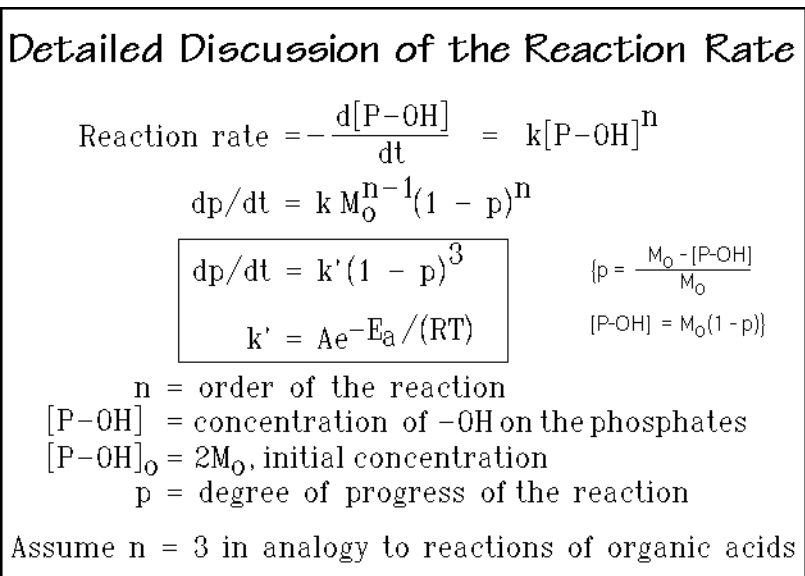 Detailed Discussion of the Reaction Rate
Reaction rate = - d[P-OH]/dt = k[P-OH]^n
dp/dt = k M_o^{n-1}(1 - p)^n
dp/dt = k'(1 - p)^3
{p = (M_o - [P-OH])/M_o
k' = Ae^{-E_a/(RT)}
[P-OH] = M_o(1 - p)}
n = order of the reaction
[P-OH] = concentration of -OH on the phosphates
[P-OH]_o = 2M_o, initial concentration
p = degree of progress of the reaction
Assume n = 3 in analogy to reactions of organic acids